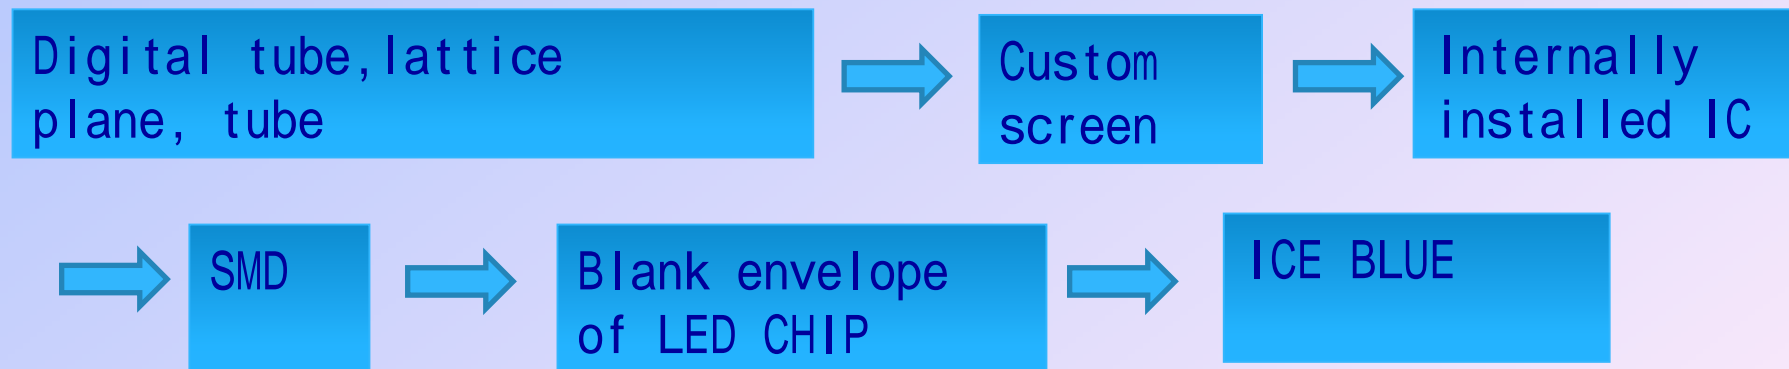 Digital tube,lattice
plane, tube
Custom
screen
Internally
installed IC
SMD
Blank envelope
of LED CHIP
ICE BLUE